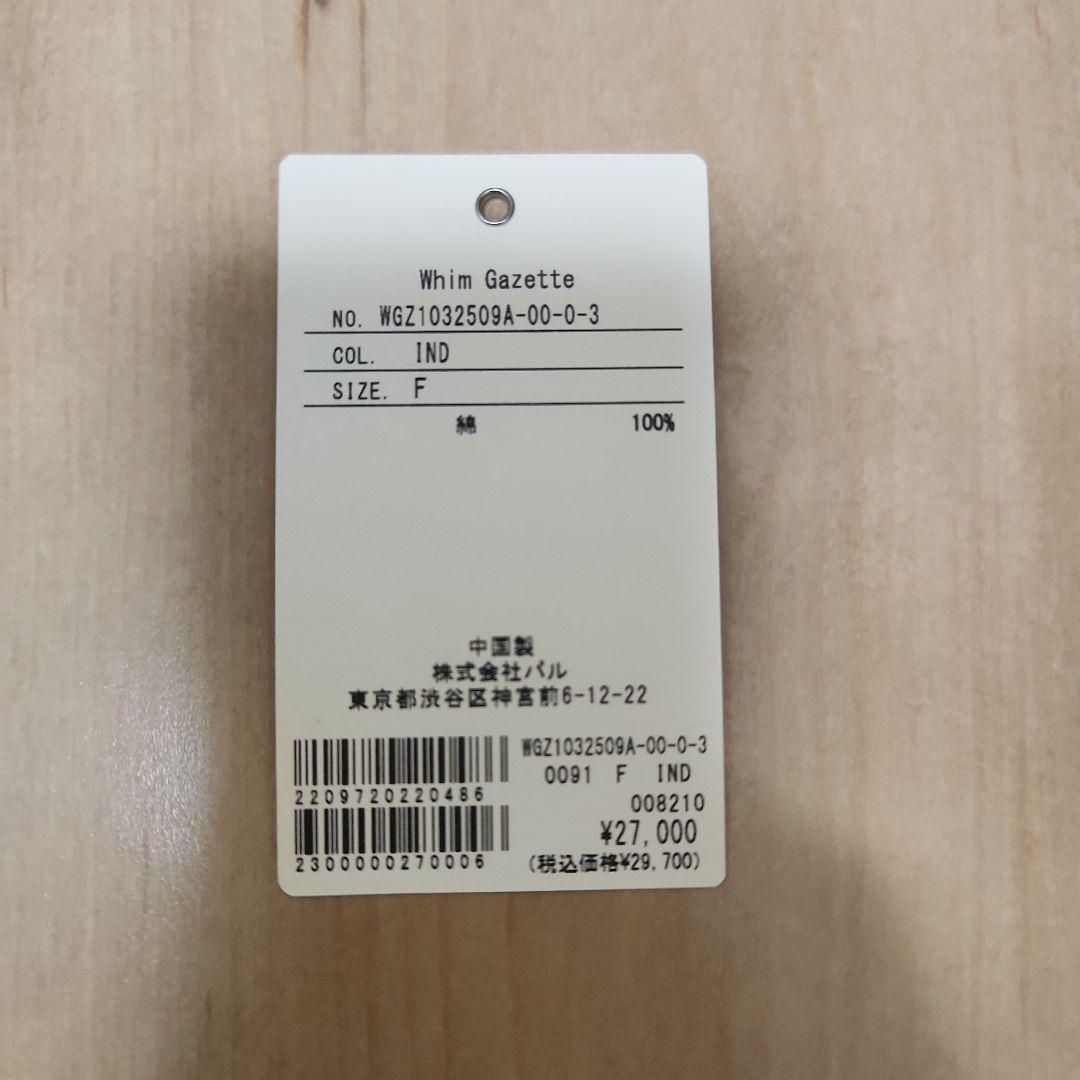 Whim Gazette
NO. WGZ1032509A-00-0-3
COL. IND
SIZE. F
綿 100%
中国製
株式会社パル
東京都渋谷区神宮前6-12-22
WGZ1032509A-00-0-3
0091 F IND
2209720220486
008210
¥27,000
2300000270006
(税込価格¥29,700)